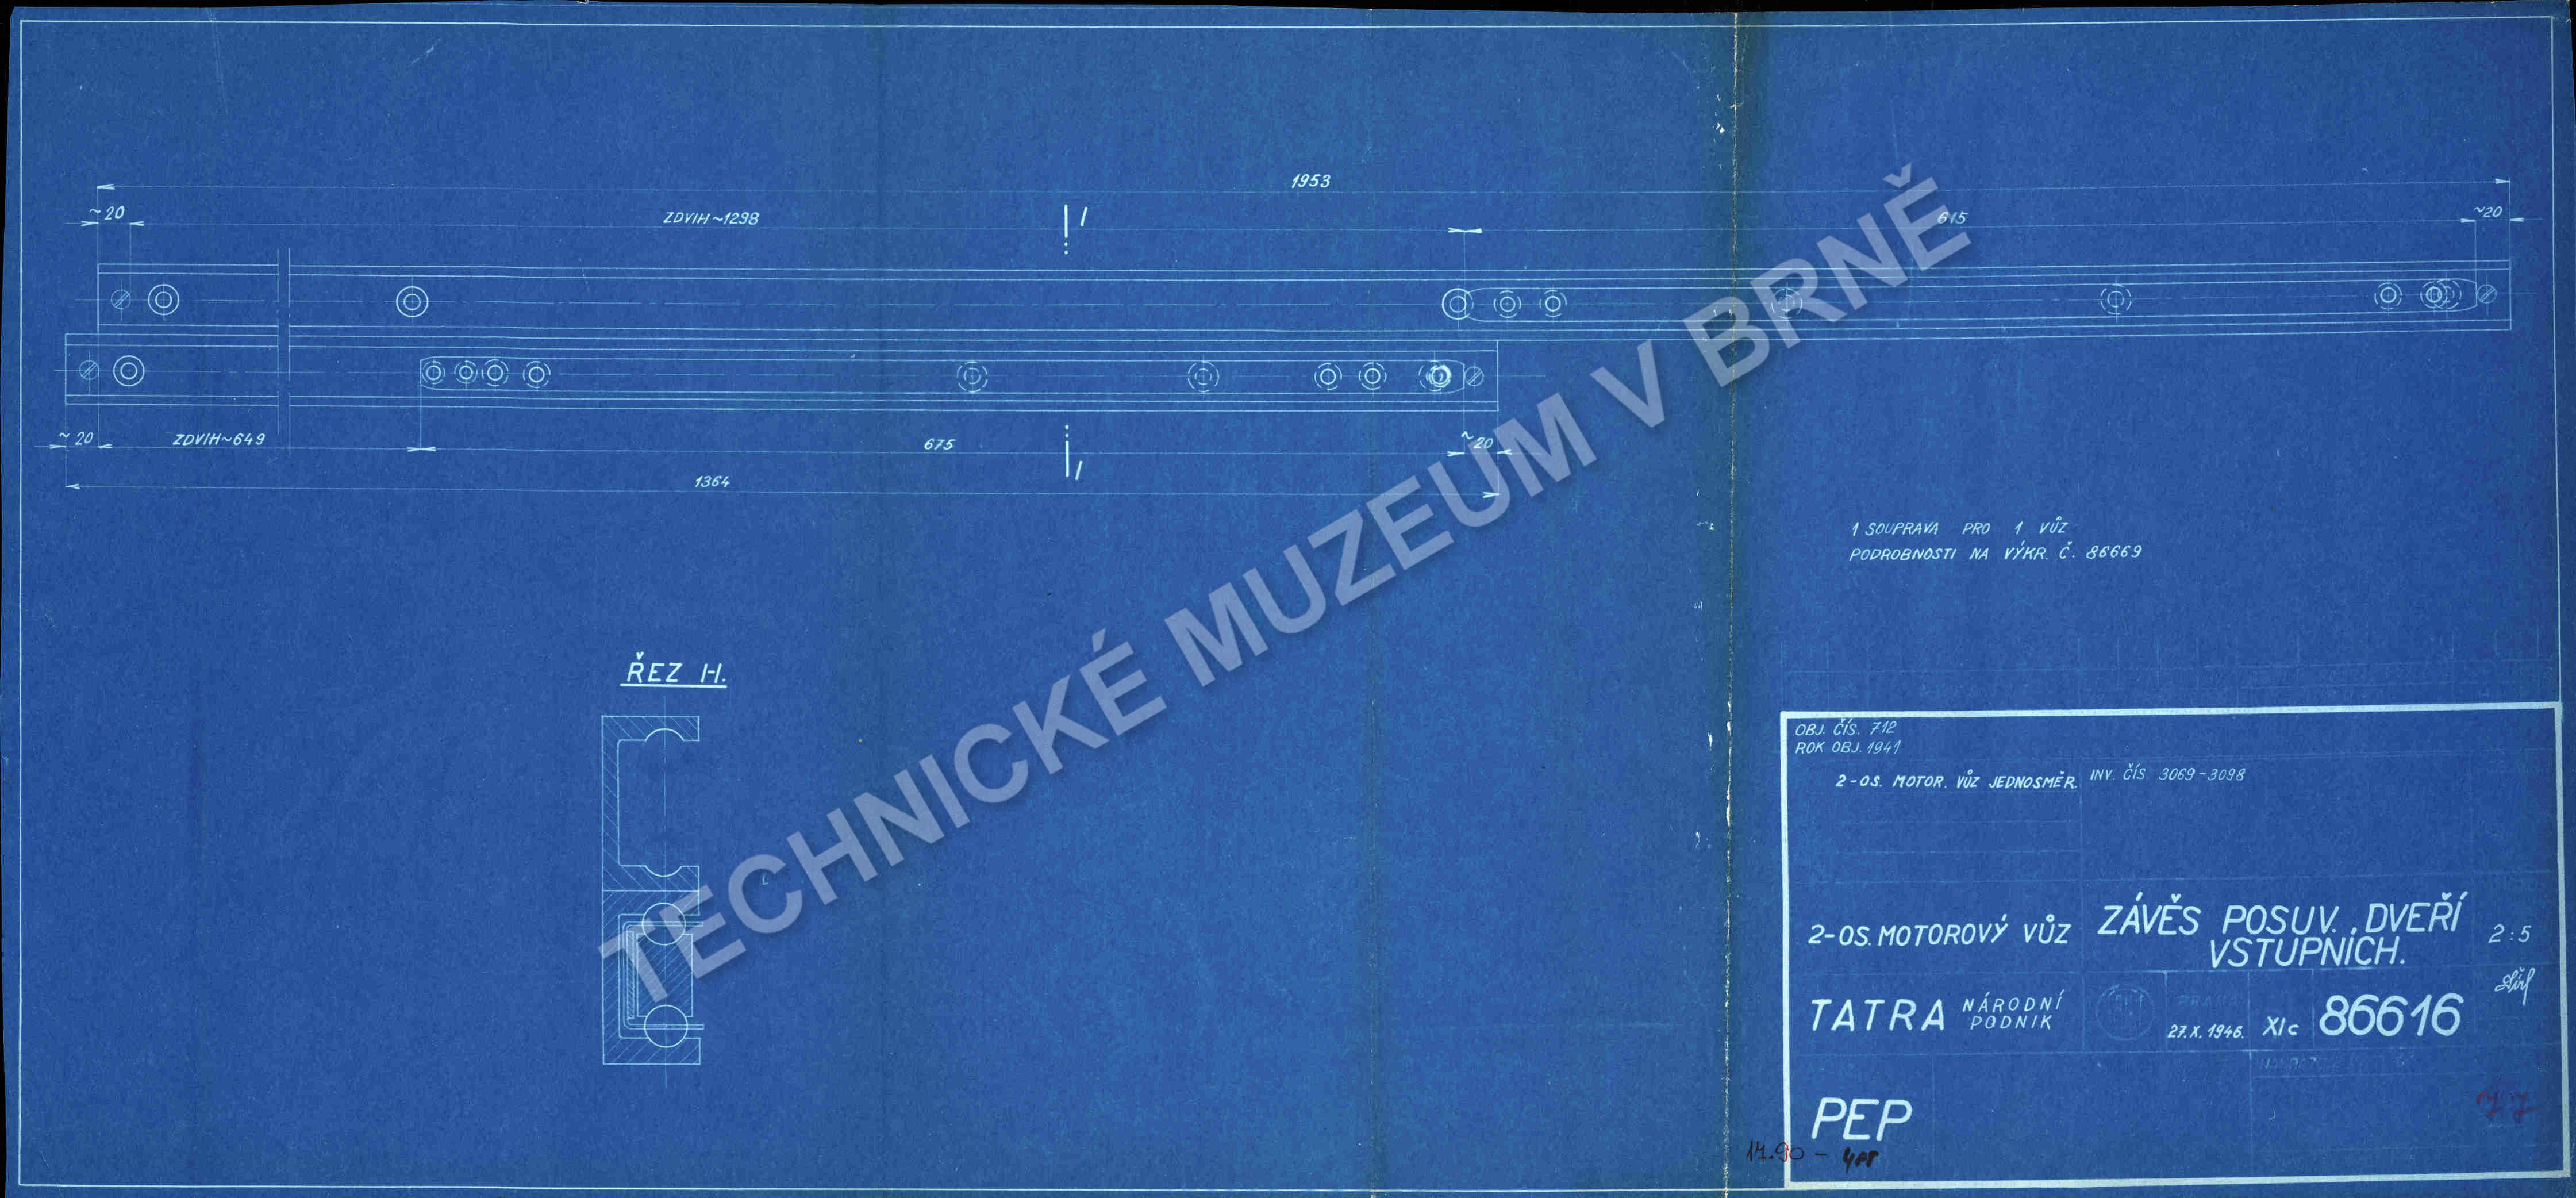 1953
~20
ZDVIH~1298
I
615
~20
~20
ZDVIH~649
675
I
~20
1364
1 SOUPRAVA PRO 1 VŮZ
PODROBNOSTI NA VÝKR. Č. 86669
ŘEZ I-I.
TECHNICKÉ MUZEUM V BRNĚ
OBJ. ČÍS. 712
ROK OBJ. 1941
2-OS. MOTOR. VŮZ JEDNOSMĚR. INV. ČÍS 3069-3098
2-OS. MOTOROVÝ VŮZ
ZÁVĚS POSUV. DVEŘÍ
VSTUPNÍCH.
2:5
TATRA NÁRODNÍ
PODNIK
PRAHA
27.X.1946.
XIc
86616
PEP